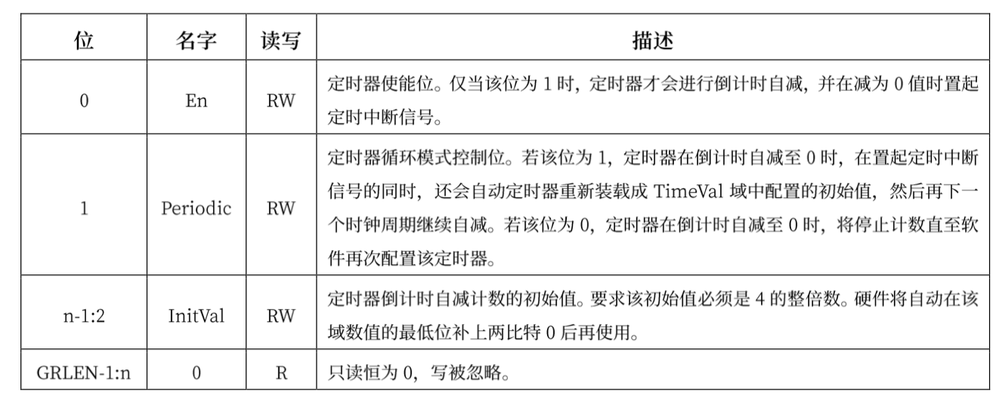 位 名字 读写 描述
0 En RW 定时器使能位。仅当该位为 1 时，定时器才会进行倒计时自减，并在减为 0 值时置起
定时中断信号。
1 Periodic RW 定时器循环模式控制位。若该位为 1，定时器在倒计时自减至 0 时，在置起定时中断
信号的同时，还会自动定时器重新装载成 TimeVal 域中配置的初始值，然后再下一
个时钟周期继续自减。若该位为 0，定时器在倒计时自减至 0 时，将停止计数直至软
件再次配置该定时器。
n-1:2 InitVal RW 定时器倒计时自减计数的初始值。要求该初始值必须是 4 的整倍数。硬件将自动在该
域数值的最低位补上两比特 0 后再使用。
GRLEN-1:n 0 R 只读恒为 0，写被忽略。